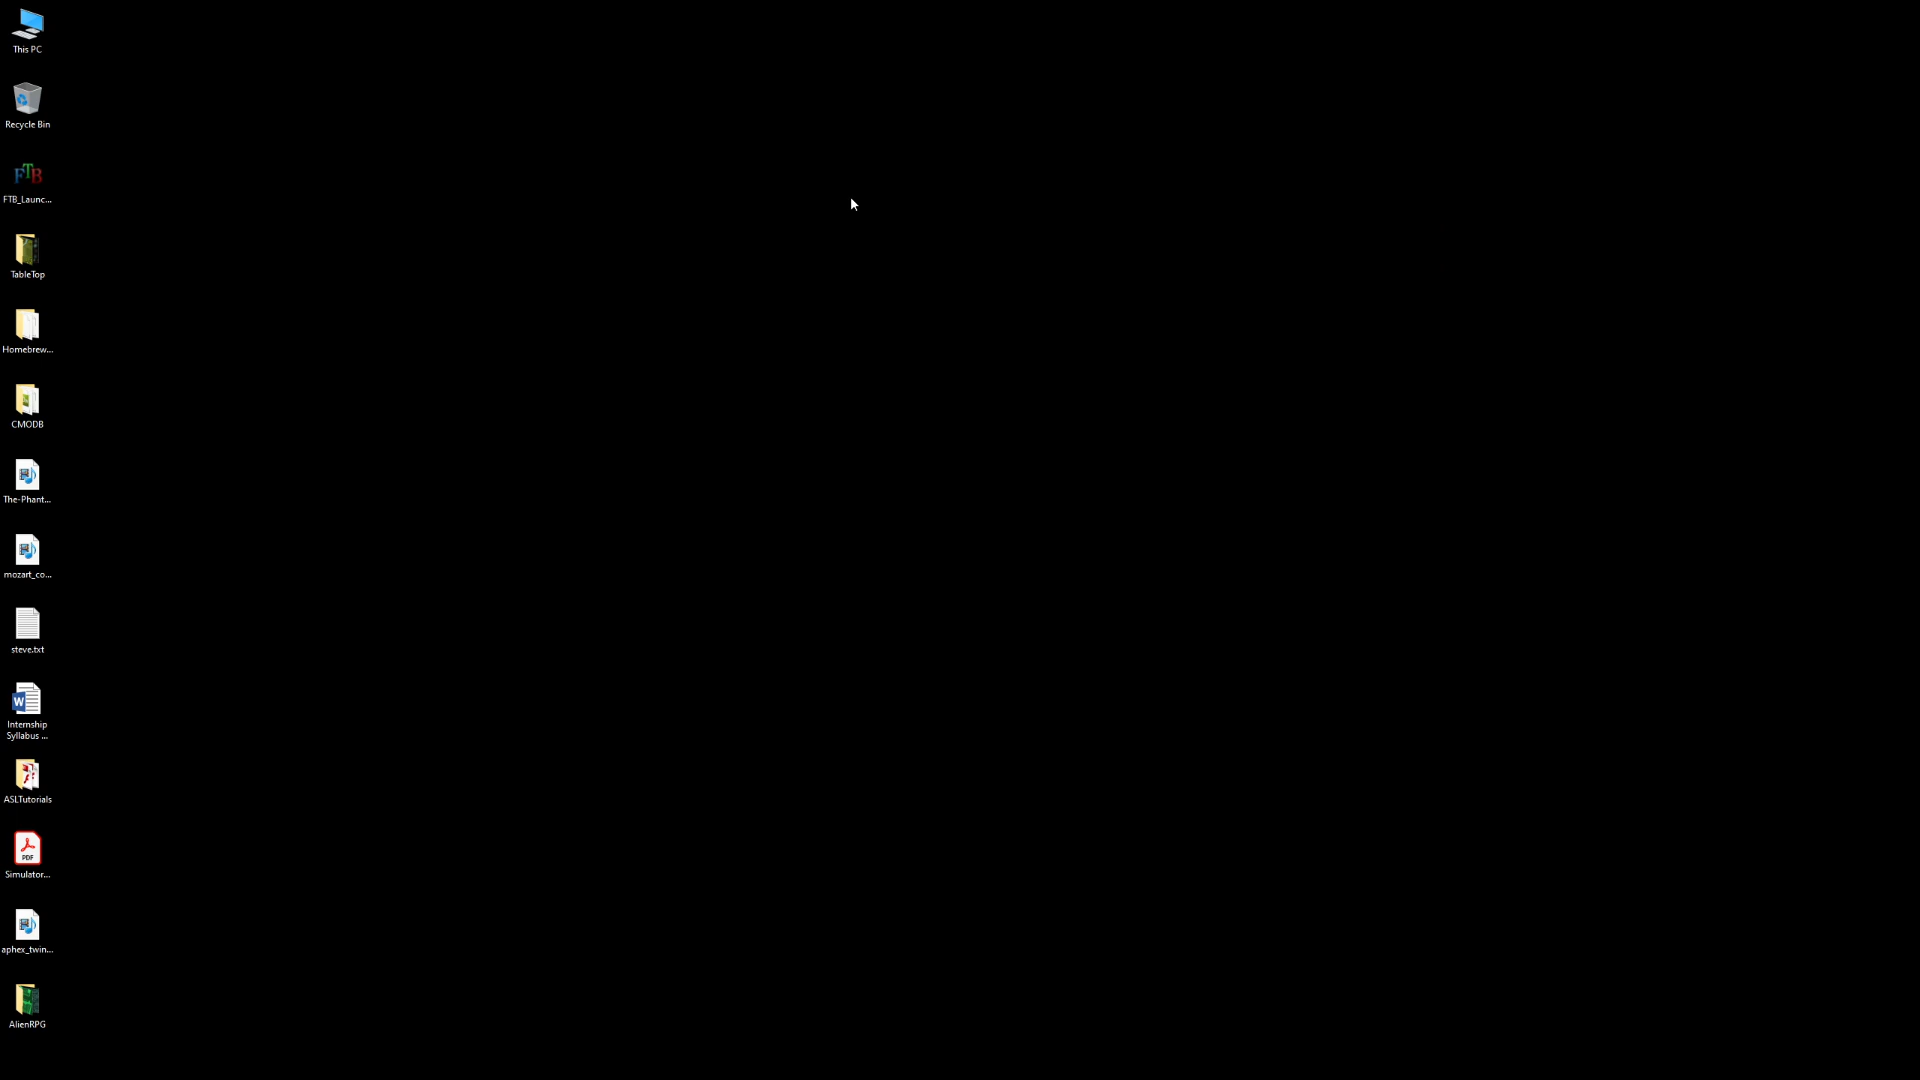 This PC
Recycle Bin
FTB
FTB_Launc...
TableTop
Homebrew...
CMODB
The-Phant...
mozart_co...
steve.txt
W
Internship
Syllabus ...
ASLTutorials
PDF
Simulator...
aphex_twin...
AlienRPG